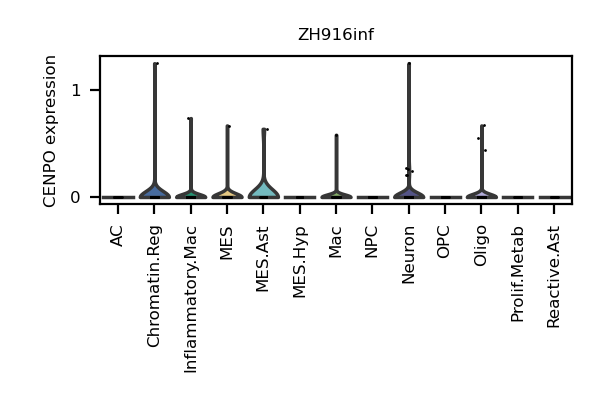 ZH916inf
CENPO expression
1
0
AC
Chromatin.Reg
Inflammatory.Mac
MES
MES.Ast
MES.Hyp
Mac
NPC
Neuron
OPC
Oligo
Prolif.Metab
Reactive.Ast